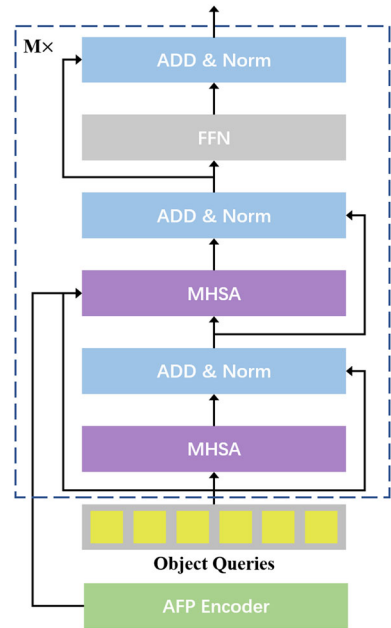 M×
ADD & Norm
FFN
ADD & Norm
MHSA
ADD & Norm
MHSA
Object Queries
AFP Encoder